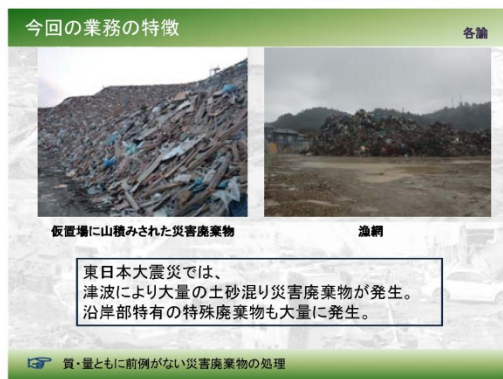 今回の業務の特徴
各論
仮置場に山積みされた災害廃棄物
漁網
東日本大震災では、
津波により大量の土砂混り災害廃棄物が発生。
沿岸部特有の特殊廃棄物も大量に発生。
☞ 質・量ともに前例がない災害廃棄物の処理